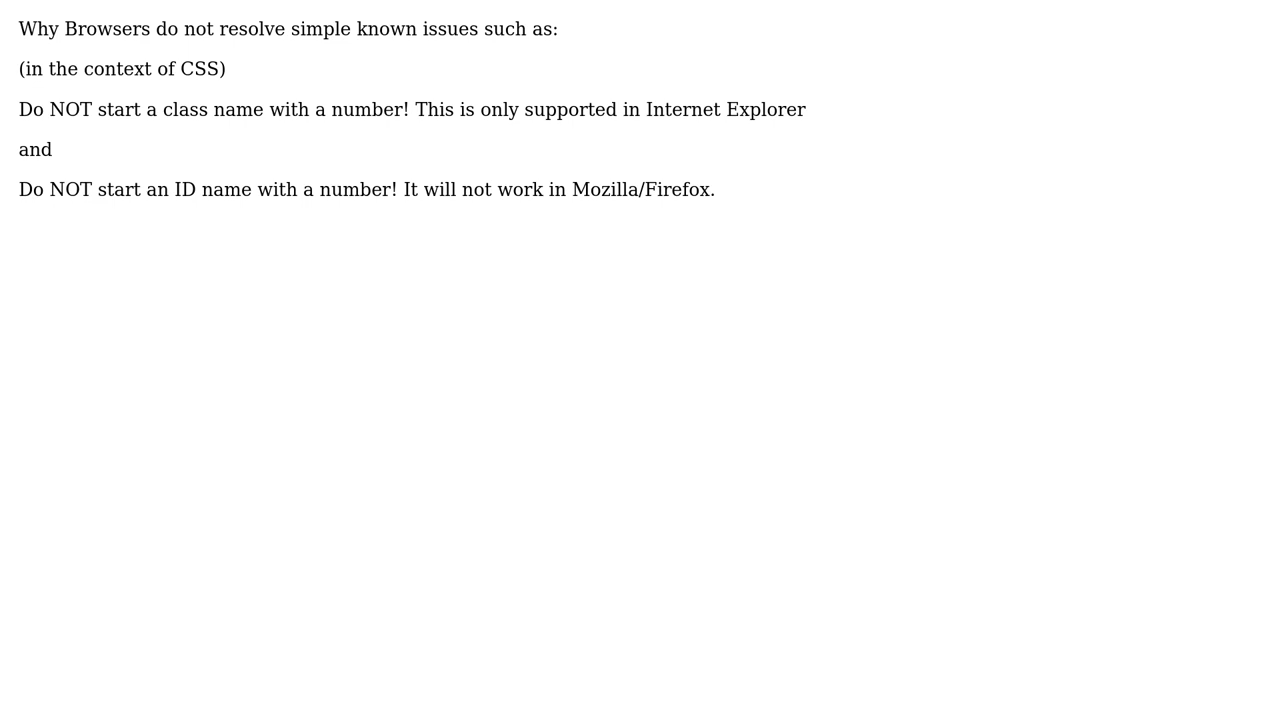 Why Browsers do not resolve simple known issues such as:
(in the context of CSS)
Do NOT start a class name with a number! This is only supported in Internet Explorer
and
Do NOT start an ID name with a number! It will not work in Mozilla/Firefox.